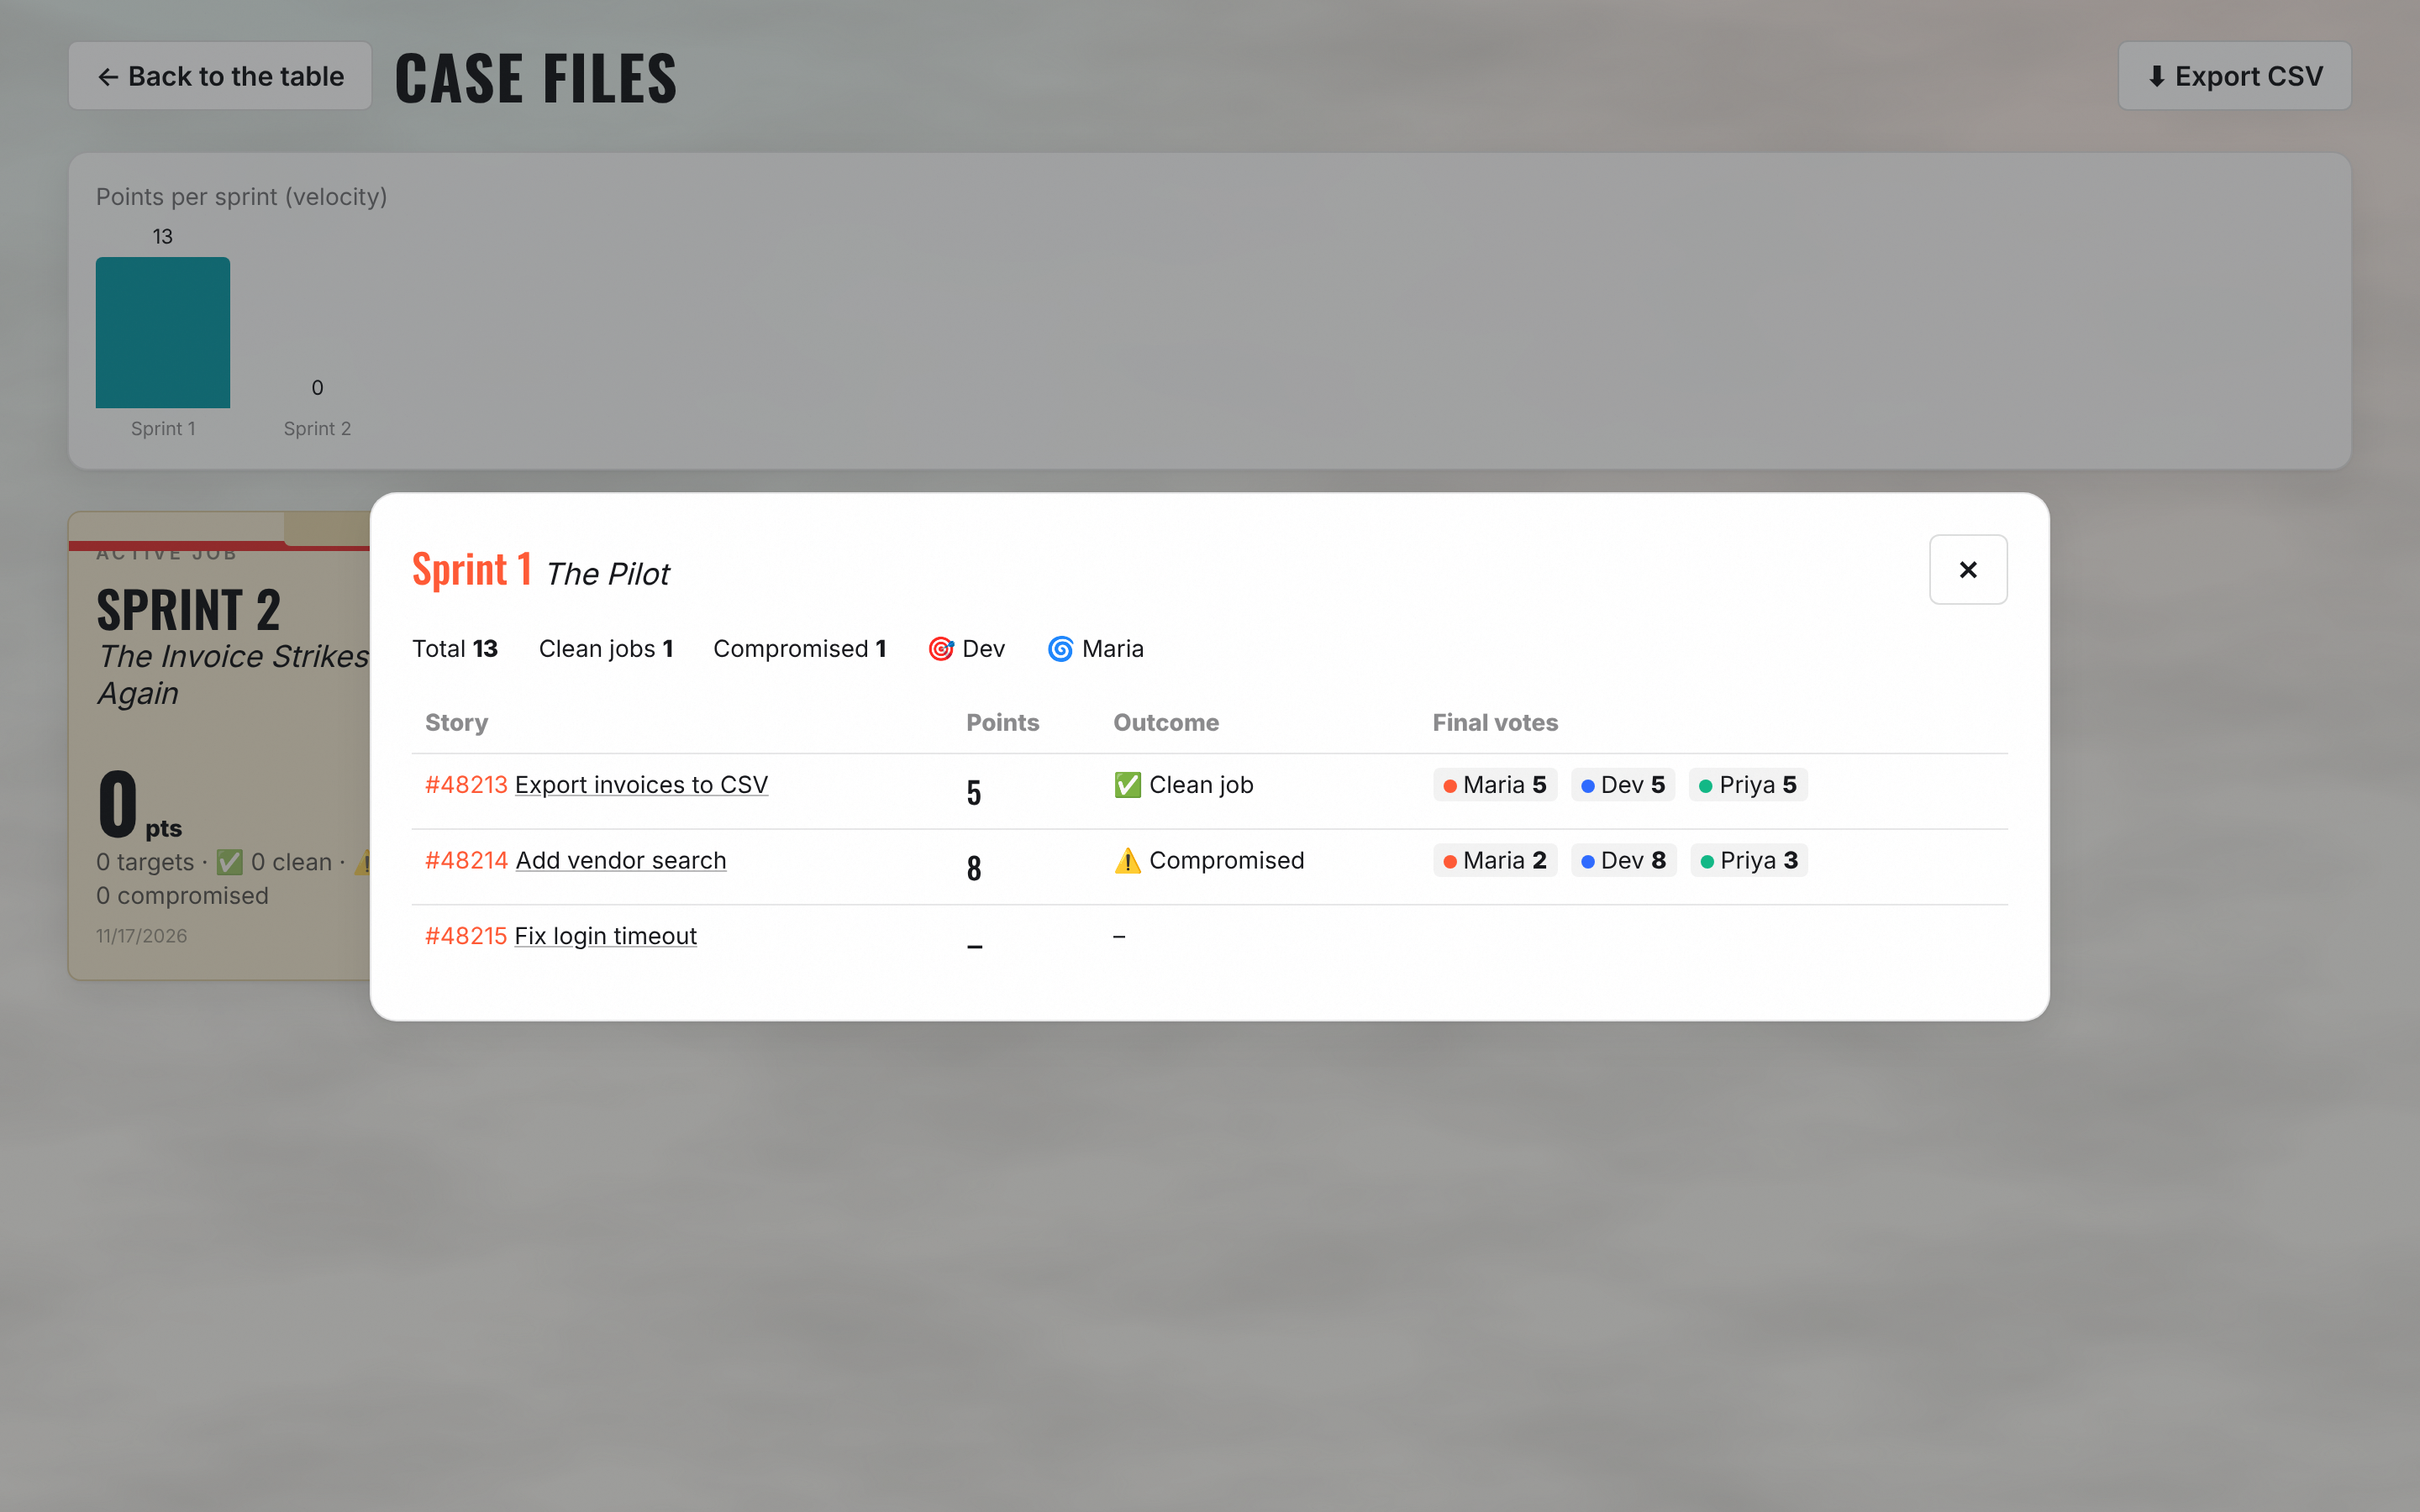 ← Back to the table
CASE FILES
⬇ Export CSV
Points per sprint (velocity)
13
0
Sprint 1
Sprint 2
ACTIVE JOB
SPRINT 2
The Invoice Strikes
Again
0 pts
0 targets · ✅ 0 clean · ⚠️
0 compromised
11/17/2026
Sprint 1 The Pilot
✕
Total 13 Clean jobs 1 Compromised 1 🎯 Dev 🌀 Maria
Story Points Outcome Final votes
#48213 Export invoices to CSV 5 ✅ Clean job Maria 5 Dev 5 Priya 5
#48214 Add vendor search 8 ⚠️ Compromised Maria 2 Dev 8 Priya 3
#48215 Fix login timeout – –